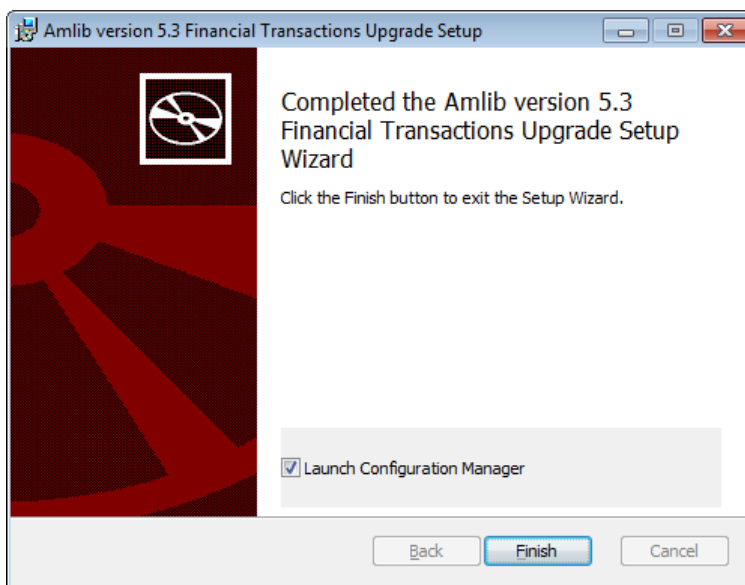 Amlib version 5.3 Financial Transactions Upgrade Setup
Completed the Amlib version 5.3
Financial Transactions Upgrade Setup
Wizard
Click the Finish button to exit the Setup Wizard.
Launch Configuration Manager
Back Finish Cancel